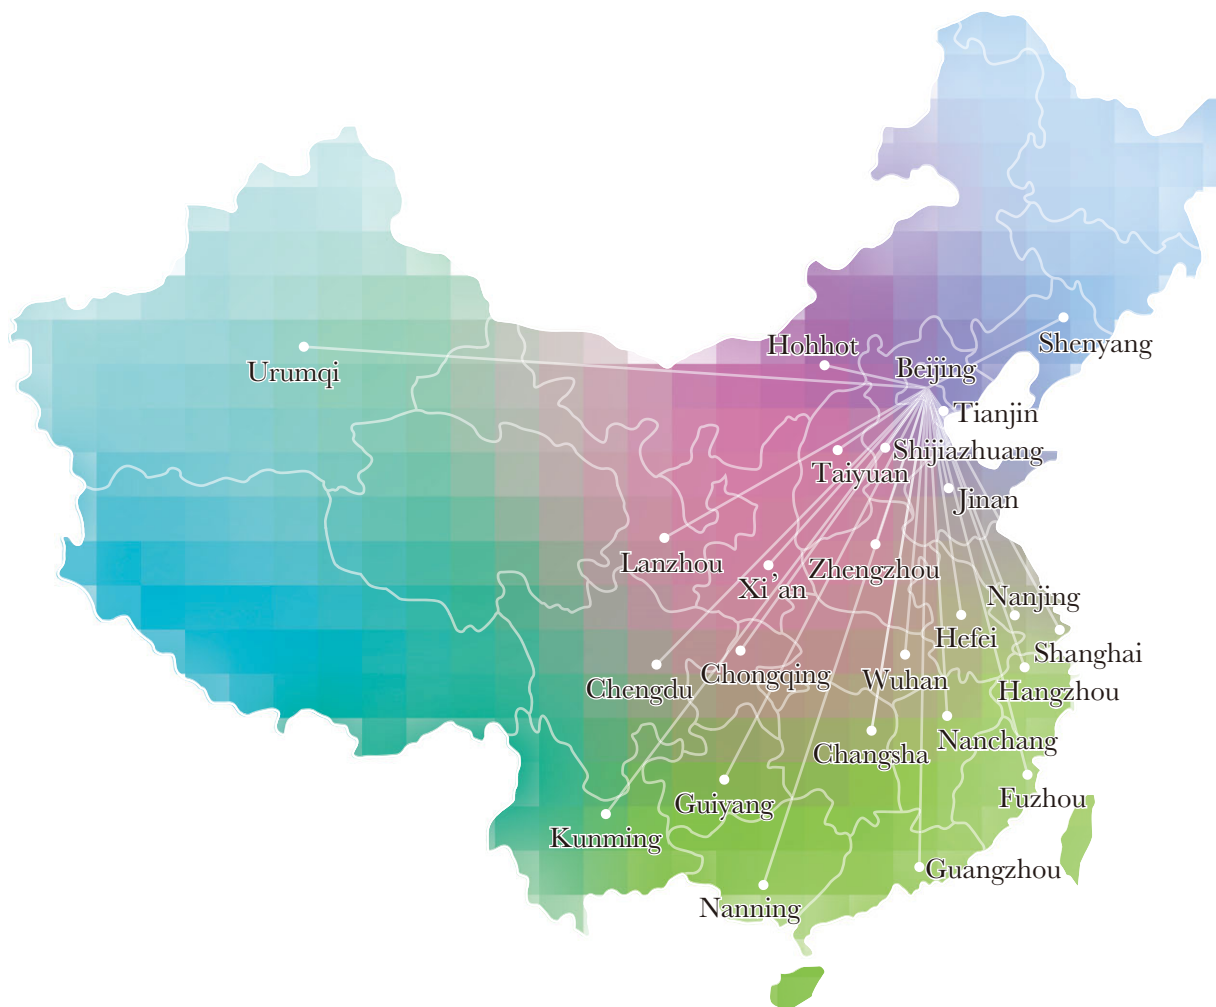 Hohhot
Shenyang
Urumqi
Beijing
Tianjin
Shijiazhuang
Taiyuan
Jinan
Lanzhou
Zhengzhou
Xi’an
Nanjing
Hefei
Shanghai
Chongqing
Wuhan
Chengdu
Hangzhou
Nanchang
Changsha
Fuzhou
Guiyang
Kunming
Guangzhou
Nanning